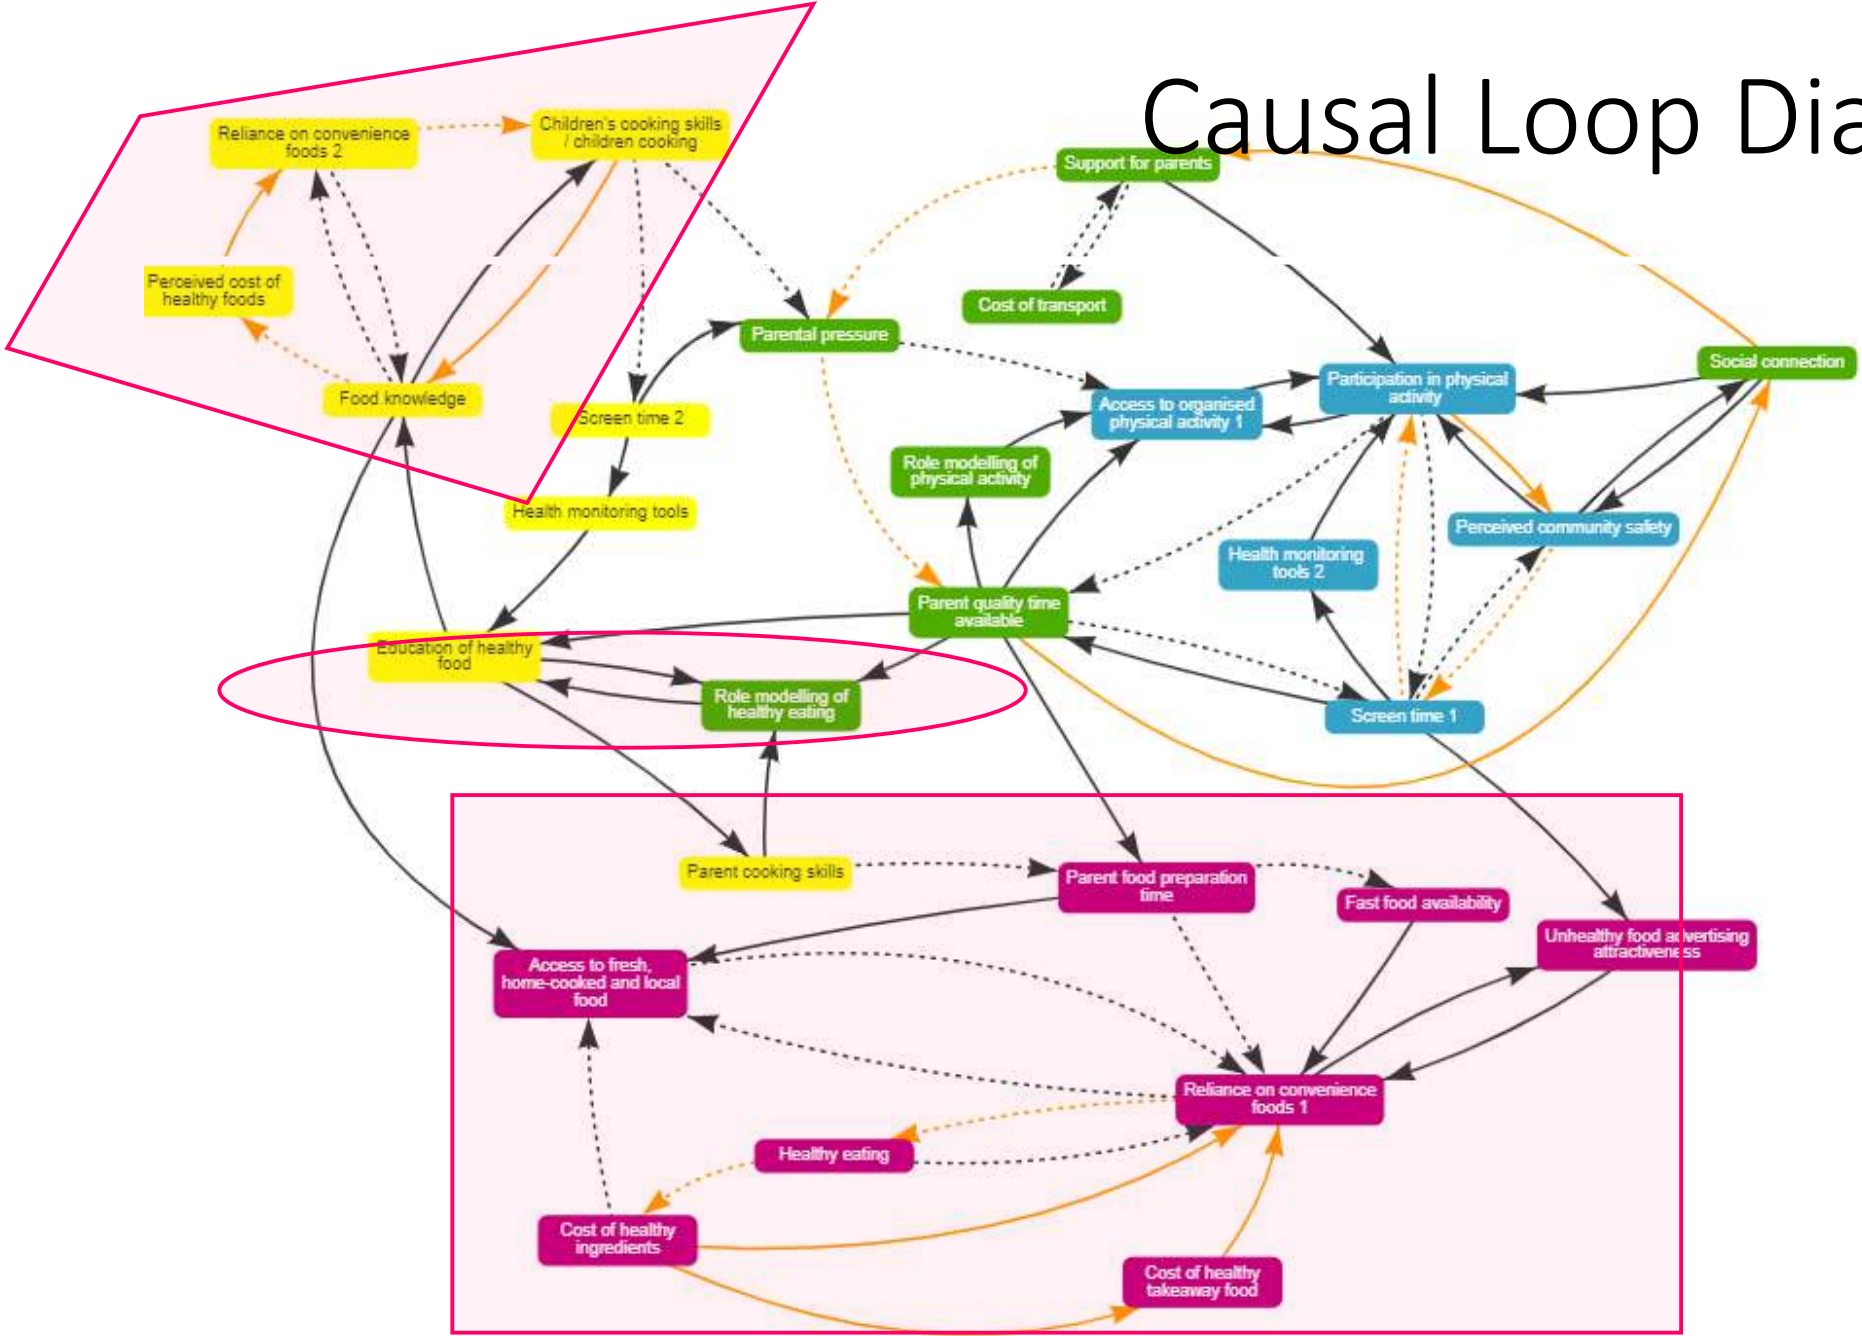 Causal Loop Dia
Reliance on convenience
foods 2
Children's cooking skills
/ children cooking
Support for parents
Perceived cost of
healthy foods
Cost of transport
Parental pressure
Social connection
Food knowledge
Screen time 2
Access to organised
physical activity 1
Participation in physical
activity
Role modelling of
physical activity
Health monitoring tools
Perceived community safety
Health monitoring
tools 2
Parent quality time
available
Education of healthy
food
Role modelling of
healthy eating
Screen time 1
Parent cooking skills
Parent food preparation
time
Fast food availability
Unhealthy food advertising
attractiveness
Access to fresh,
home-cooked and local
food
Reliance on convenience
foods 1
Healthy eating
Cost of healthy
ingredients
Cost of healthy
takeaway food